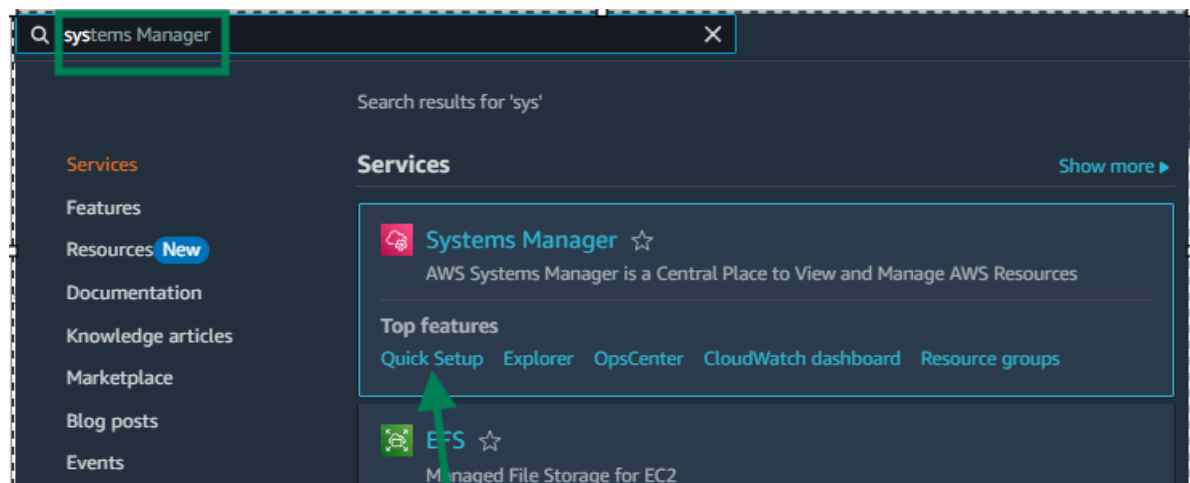 systems Manager
Search results for 'sys'
Services
Features
Resources New
Documentation
Knowledge articles
Marketplace
Blog posts
Events
Services
Show more
Systems Manager
AWS Systems Manager is a Central Place to View and Manage AWS Resources
Top features
Quick Setup Explorer OpsCenter CloudWatch dashboard Resource groups
EFS
Managed File Storage for EC2